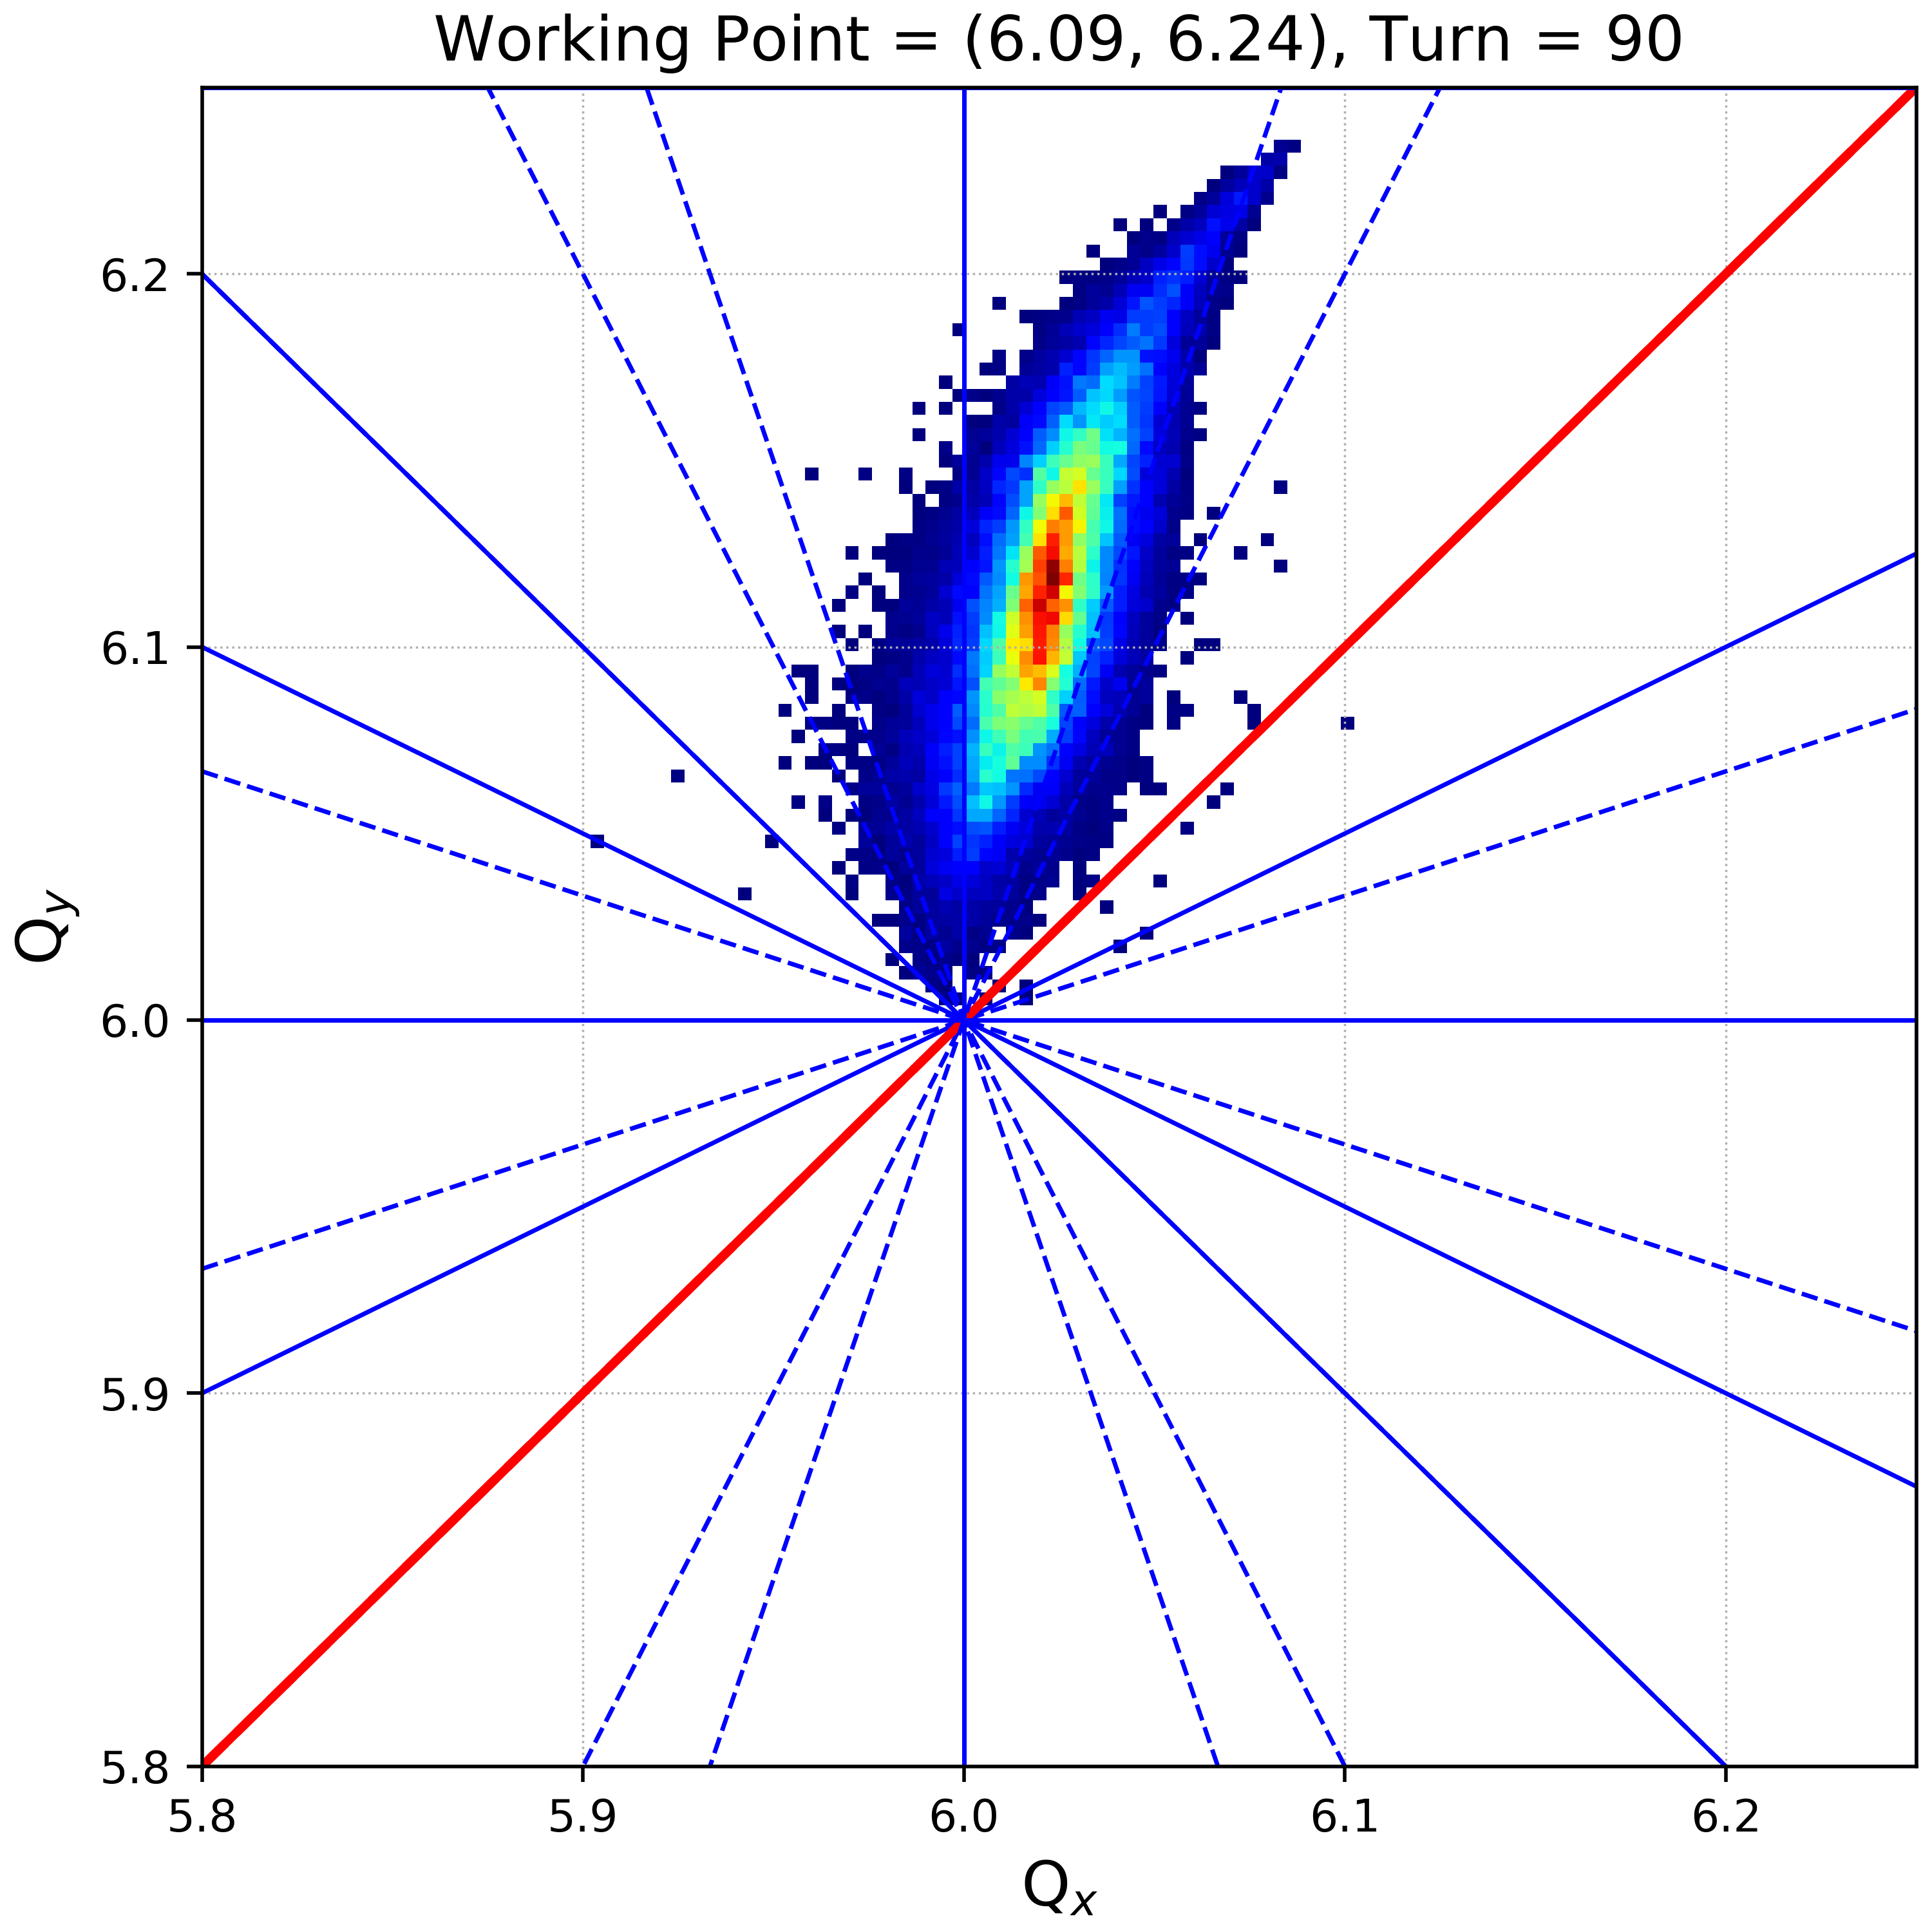 Working Point = (6.09, 6.24), Turn = 90
6.2
6.1
6.0
5.9
5.8
Qy
5.8 5.9 6.0 6.1 6.2
Qx